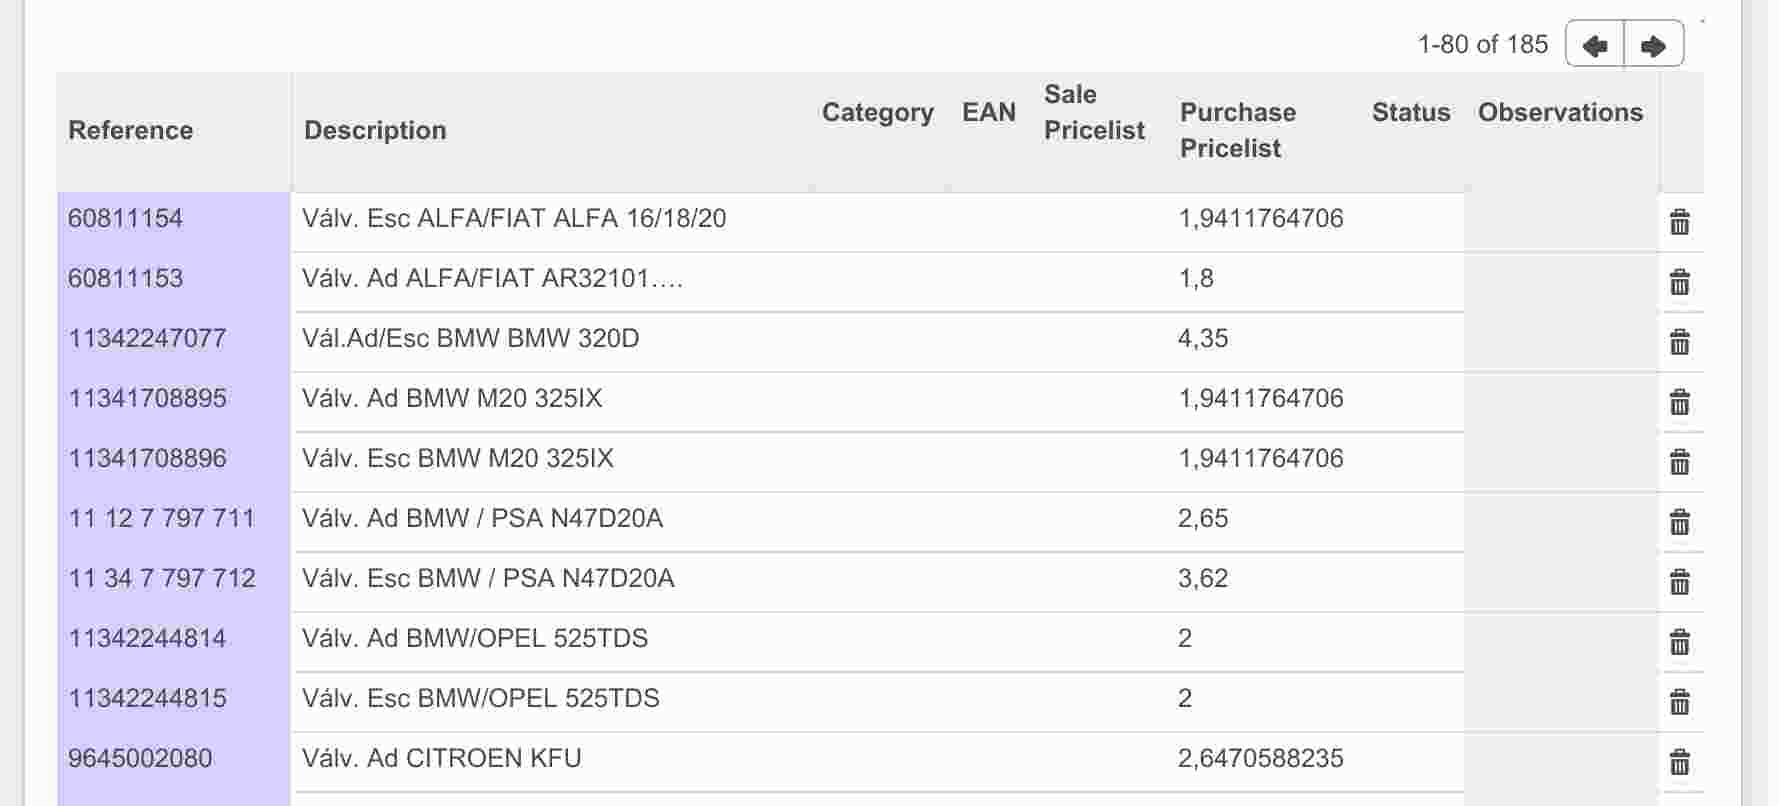 1-80 of 185
Reference Description Category EAN Sale Pricelist Purchase Pricelist Status Observations
60811154 Válv. Esc ALFA/FIAT ALFA 16/18/20 1,9411764706
60811153 Válv. Ad ALFA/FIAT AR32101.... 1,8
11342247077 Vál.Ad/Esc BMW BMW 320D 4,35
11341708895 Válv. Ad BMW M20 325IX 1,9411764706
11341708896 Válv. Esc BMW M20 325IX 1,9411764706
11 12 7 797 711 Válv. Ad BMW / PSA N47D20A 2,65
11 34 7 797 712 Válv. Esc BMW / PSA N47D20A 3,62
11342244814 Válv. Ad BMW/OPEL 525TDS 2
11342244815 Válv. Esc BMW/OPEL 525TDS 2
9645002080 Válv. Ad CITROEN KFU 2,6470588235